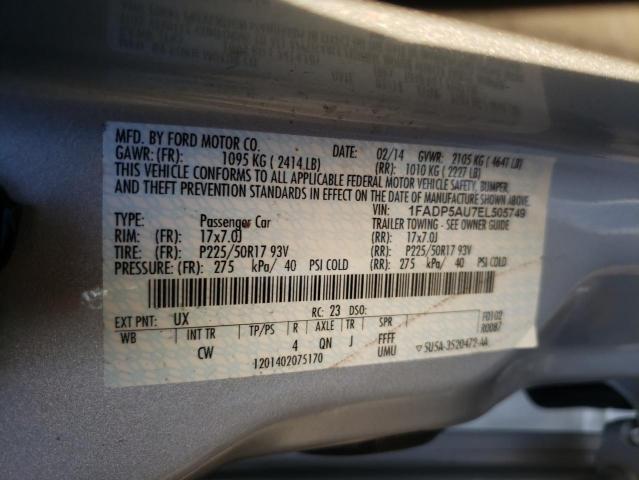 MFD. BY FORD MOTOR CO.
DATE: 02/14 GVWR: 2105 KG ( 4641 LB)
GAWR: (FR): 1095 KG ( 2414 LB) (RR): 1010 KG ( 2227 LB)
THIS VEHICLE CONFORMS TO ALL APPLICABLE FEDERAL MOTOR VEHICLE SAFETY, BUMPER,
AND THEFT PREVENTION STANDARDS IN EFFECT ON THE DATE OF MANUFACTURE SHOWN ABOVE.
VIN: 1FADP5AU7EL505749
TYPE: Passenger Car TRAILER TOWING - SEE OWNER GUIDE
RIM: (FR): 17x7.0J (RR): 17x7.0J
TIRE: (FR): P225/50R17 93V (RR): P225/50R17 93V
PRESSURE: (FR): 275 kPa/ 40 PSI COLD (RR): 275 kPa/ 40 PSI COLD
EXT PNT: UX RC: 23 DSO: F0102
WB INT TR TP/PS R AXLE TR SPR R0087
CW 4 QN J FFFF
UMU
1201402075170 5U5A-3520472-AA